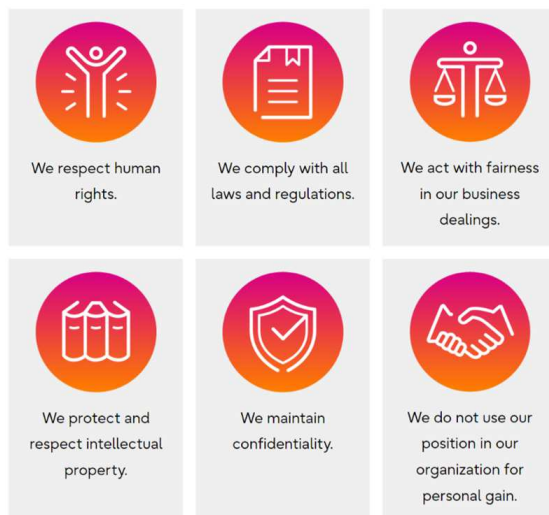 We respect human
rights.
We comply with all
laws and regulations.
We act with fairness
in our business
dealings.
We protect and
respect intellectual
property.
We maintain
confidentiality.
We do not use our
position in our
organization for
personal gain.